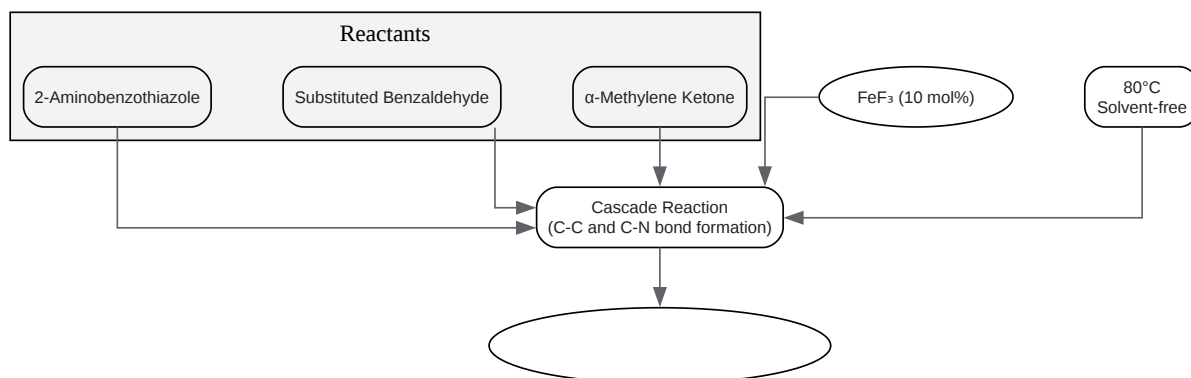 Reactants
2-Aminobenzothiazole
Substituted Benzaldehyde
α-Methylene Ketone
FeF₃ (10 mol%)
80°C
Solvent-free
Cascade Reaction
(C-C and C-N bond formation)